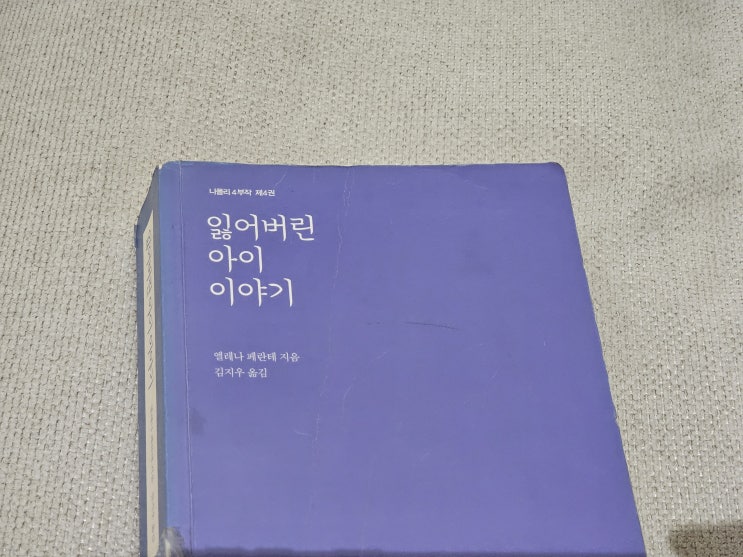 나폴리 4부작 제4권
잃어버린
아이
이야기
엘레나 페란테 지음
김지우 옮김